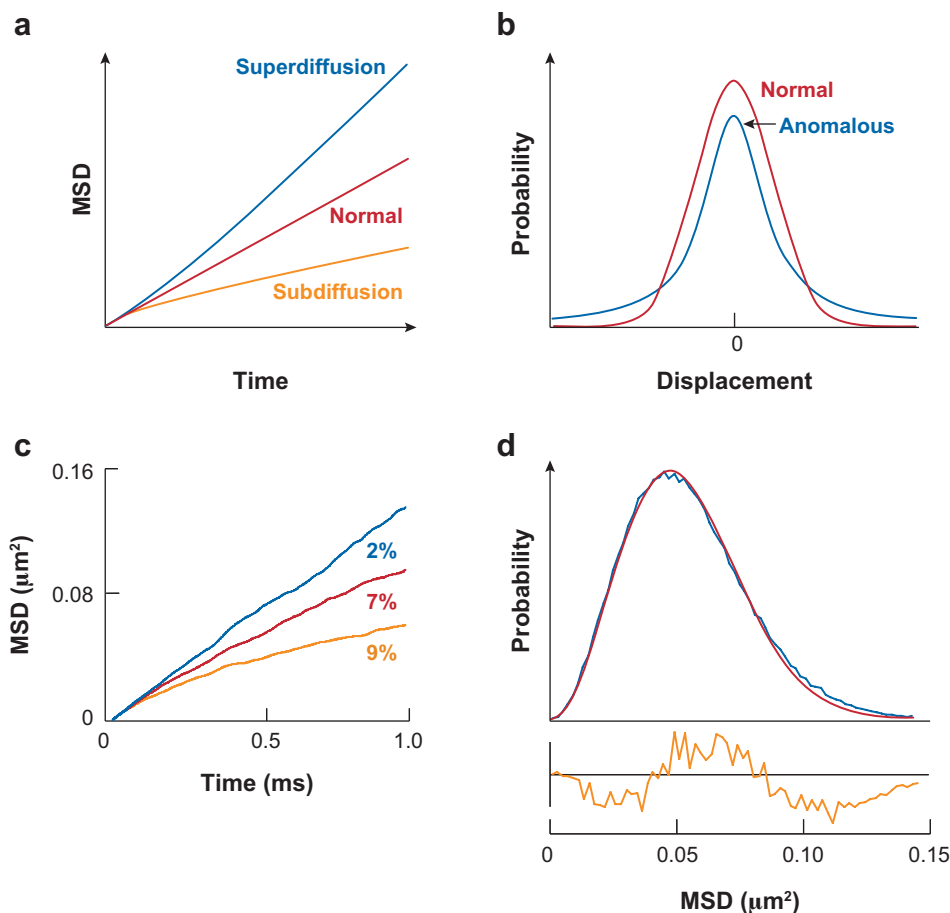 a
MSD
Superdiffusion
Normal
Subdiffusion
Time
b
Probability
Normal
Anomalous
0
Displacement
c
MSD (μm²)
0.16
0.08
0
2%
7%
9%
0
0.5
1.0
Time (ms)
d
Probability
0
0.05
0.10
0.15
MSD (μm²)